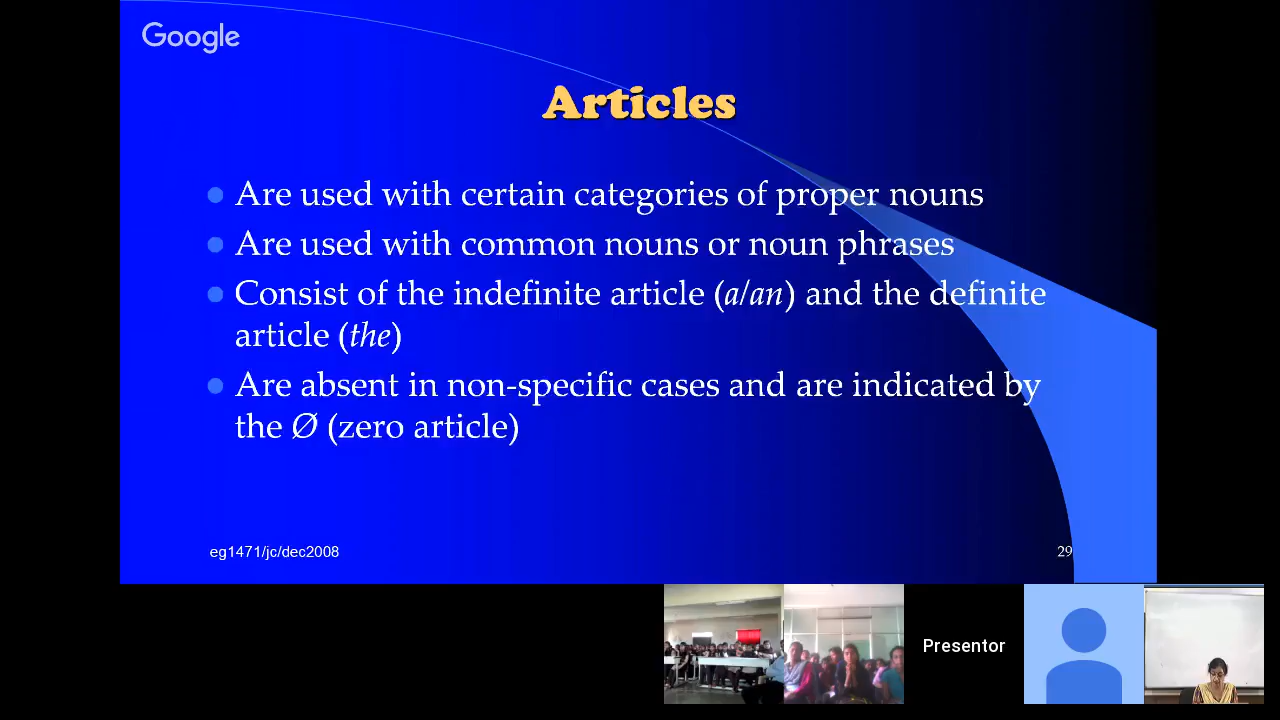 Google
Articles
Are used with certain categories of proper nouns
Are used with common nouns or noun phrases
Consist of the indefinite article (a/an) and the definite
article (the)
Are absent in non-specific cases and are indicated by
the Ø (zero article)
eg1471/jc/dec2008
29
Presentor